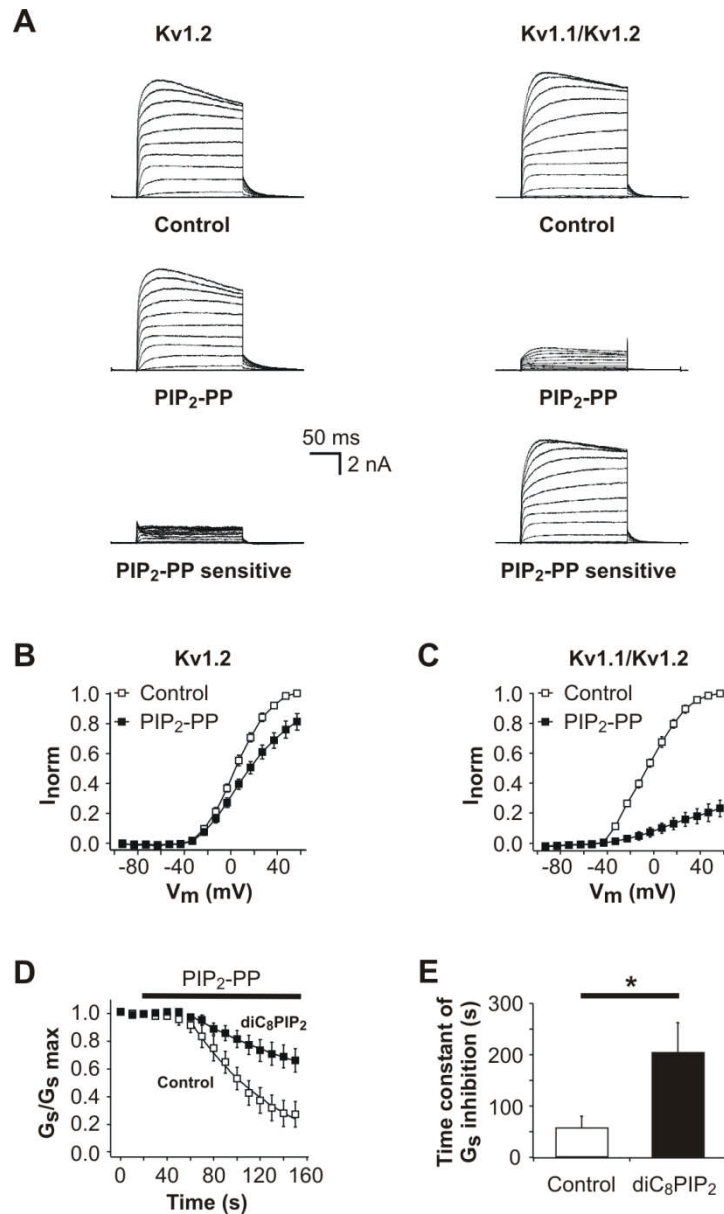 A
Kv1.2
Kv1.1/Kv1.2
Control
Control
PIP₂-PP
PIP₂-PP
50 ms
2 nA
PIP₂-PP sensitive
PIP₂-PP sensitive
B
Kv1.2
Control
PIP₂-PP
1.0
0.8
0.6
0.4
0.2
0.0
Inorm
-80 -40 0 40
Vm (mV)
C
Kv1.1/Kv1.2
Control
PIP₂-PP
1.0
0.8
0.6
0.4
0.2
0.0
Inorm
-80 -40 0 40
Vm (mV)
D
PIP₂-PP
diC₈PIP₂
Control
1.0
0.8
0.6
0.4
0.2
0.0
Gs/Gs max
0 40 80 120 160
Time (s)
E
*
300
200
100
0
Time constant of
Gs inhibition (s)
Control diC₈PIP₂